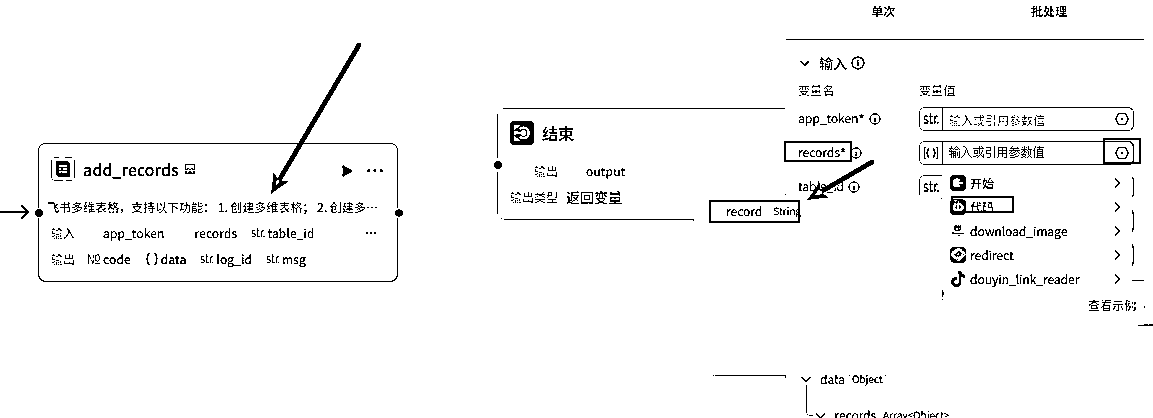 单次 批处理
输入
变量名 变量值
app_token* str. 输入或引用参数值
records* 输入或引用参数值
table_id str.
开始
代码
download_image
redirect
douyin_link_reader
查看示例
record String
data Object
records Array<Object>
结束
输出 output
输出类型 返回变量
add_records
飞书多维表格，支持以下功能： 1. 创建多维表格； 2. 创建多…
输入 app_token records str. table_id …
输出 № code {} data str. log_id str. msg